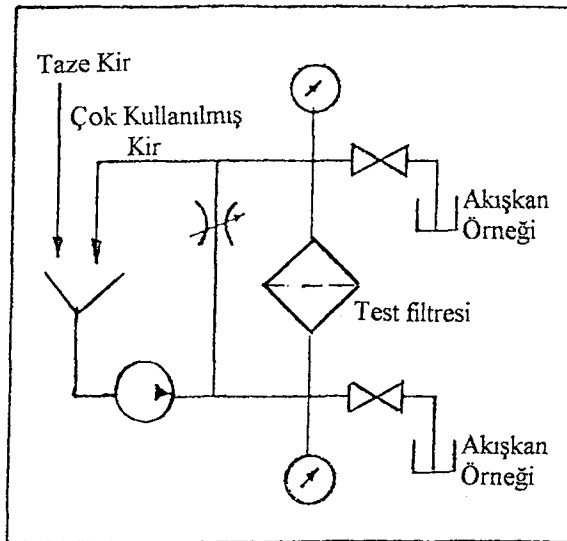 Taze Kir
Çok Kullanılmış
Kir
Akışkan
Örneği
Test filtresi
Akışkan
Örneği